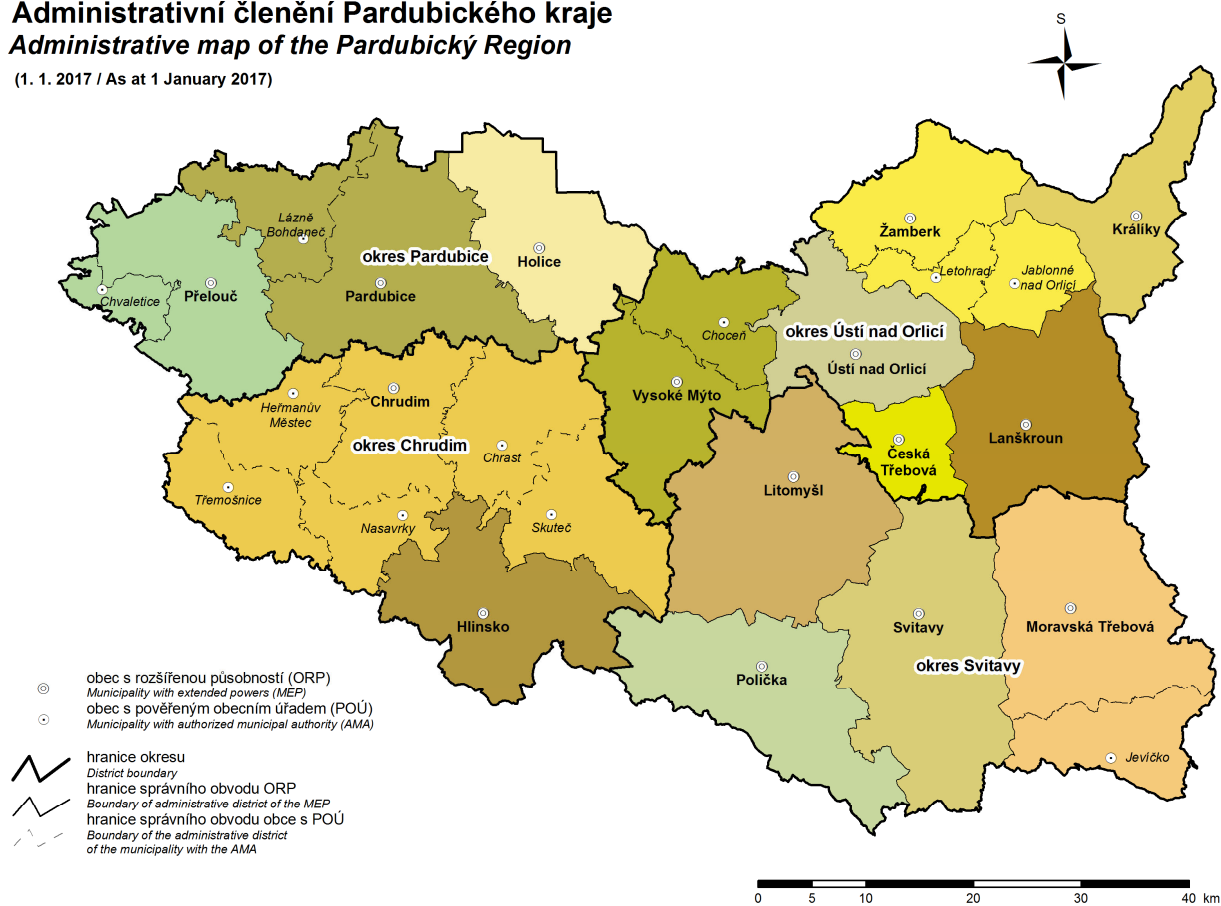 Administrativní členění Pardubického kraje
Administrative map of the Pardubický Region
(1. 1. 2017 / As at 1 January 2017)
S
Králíky
Žamberk
Lázně
Bohdaneč
okres Pardubice
Holice
Letohrad
Jablonné
nad Orlicí
Chvaletice
Přelouč
Pardubice
Choceň
okres Ústí nad Orlicí
Ústí nad Orlicí
Vysoké Mýto
Chrudim
Heřmanův
Městec
okres Chrudim
Chrast
Lanškroun
Česká
Třebová
Litomyšl
Třemošnice
Nasavrky
Skuteč
Hlinsko
Svitavy
Moravská Třebová
okres Svitavy
Polička
Jevíčko
obec s rozšířenou působností (ORP)
Municipality with extended powers (MEP)
obec s pověřeným obecním úřadem (POÚ)
Municipality with authorized municipal authority (AMA)
hranice okresu
District boundary
hranice správního obvodu ORP
Boundary of administrative district of the MEP
hranice správního obvodu obce s POÚ
Boundary of the administrative district
of the municipality with the AMA
0 5 10 20 30 40 km